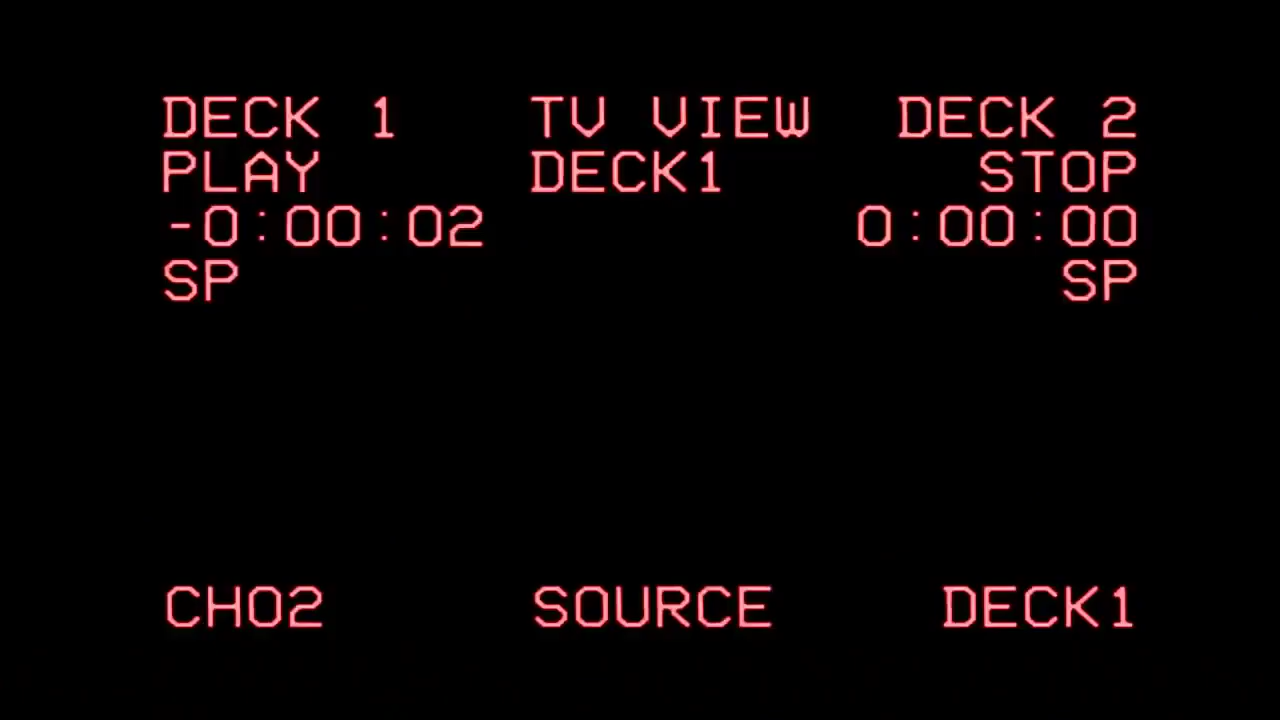 DECK 1 TV VIEW DECK 2
PLAY DECK1 STOP
-0:00:02 0:00:00
SP SP
CH02 SOURCE DECK1